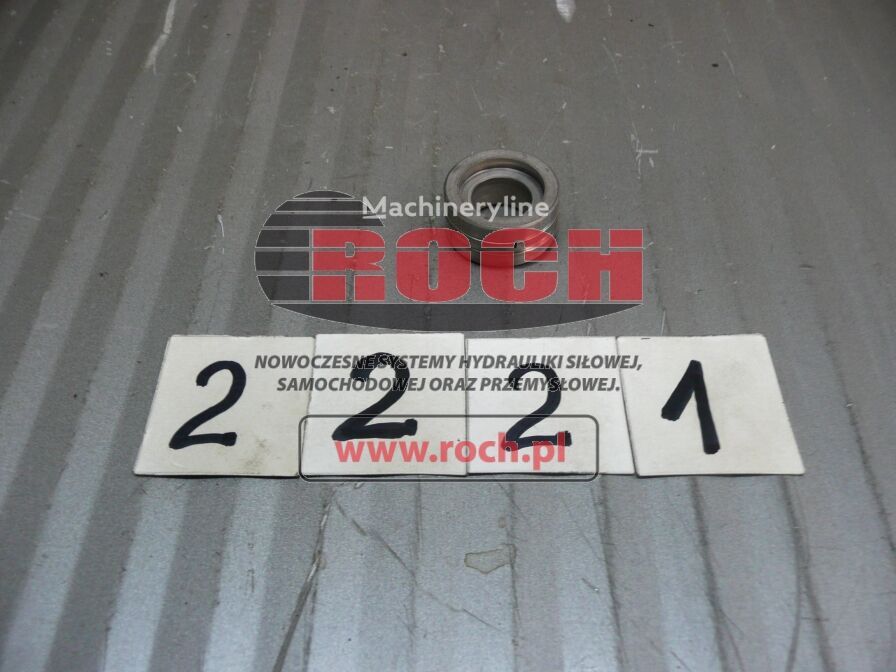 Machineryline
ROCH
NOWOCZESNE SYSTEMY HYDRAULIKI SIŁOWEJ,
SAMOCHODOWEJ ORAZ PRZEMYSŁOWEJ.
2 2 2 1
www.roch.pl